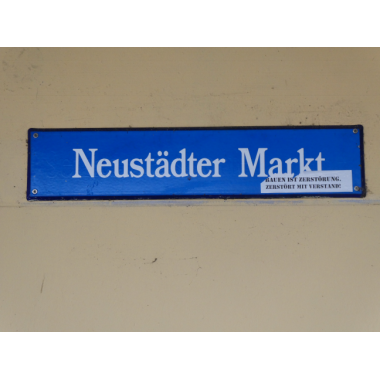 Neustädter Markt
BAUEN IST ZERSTÖRUNG.
ZERSTÖRT MIT VERSTAND!